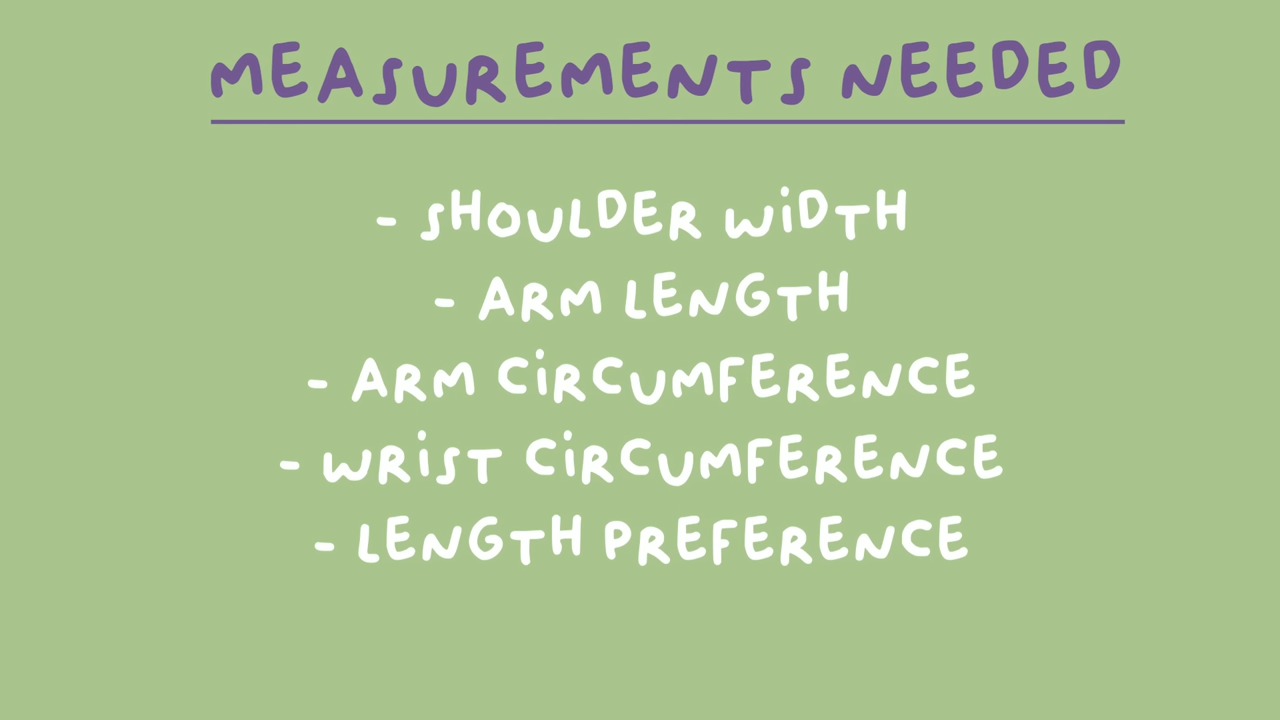 MEASUREMENTS NEEDED
- SHOULDER WiDTH
- ARM LENGTH
- ARM CiRCUMFERENCE
- WRiST CiRCUMFERENCE
- LENGTH PREFERENCE